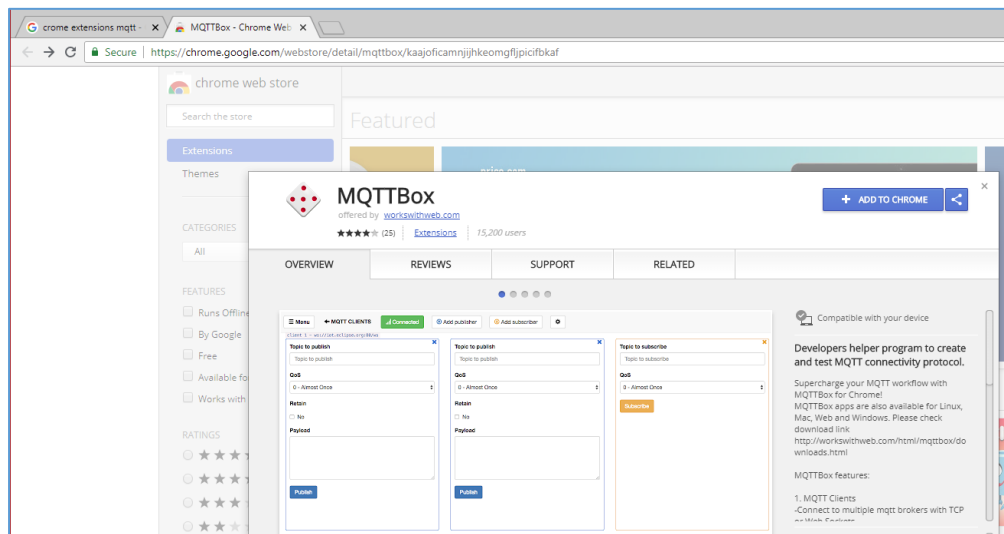 crome extensions mqtt -
MQTTBox - Chrome Web
Secure | https://chrome.google.com/webstore/detail/mqttbox/kaajoficamnjijhkeomgfljpicifbkaf
chrome web store
Search the store
Featured
Extensions
Themes
MQTTBox
offered by workswithweb.com
(25) Extensions 15,200 users
+ ADD TO CHROME
CATEGORIES
All
OVERVIEW REVIEWS SUPPORT RELATED
FEATURES
Runs Offline
By Google
Free
Available fo
Works with
RATINGS
Menu MQTT CLIENTS Connected Add publisher Add subscriber
Topic to publish
Topic to publish
QoS
0 - Almost Once
Retain
No
Payload
Publish
Topic to publish
Topic to publish
QoS
0 - Almost Once
Retain
No
Payload
Publish
Topic to subscribe
Topic to subscribe
QoS
0 - Almost Once
Subscribe
Compatible with your device
Developers helper program to create
and test MQTT connectivity protocol.
Supercharge your MQTT workflow with
MQTTBox for Chrome!
MQTTBox apps are also available for Linux,
Mac, Web and Windows. Please check
download link
http://workswithweb.com/html/mqttbox/do
wnloads.html
MQTTBox features:
1. MQTT Clients
-Connect to multiple mqtt brokers with TCP
or Web Sockets